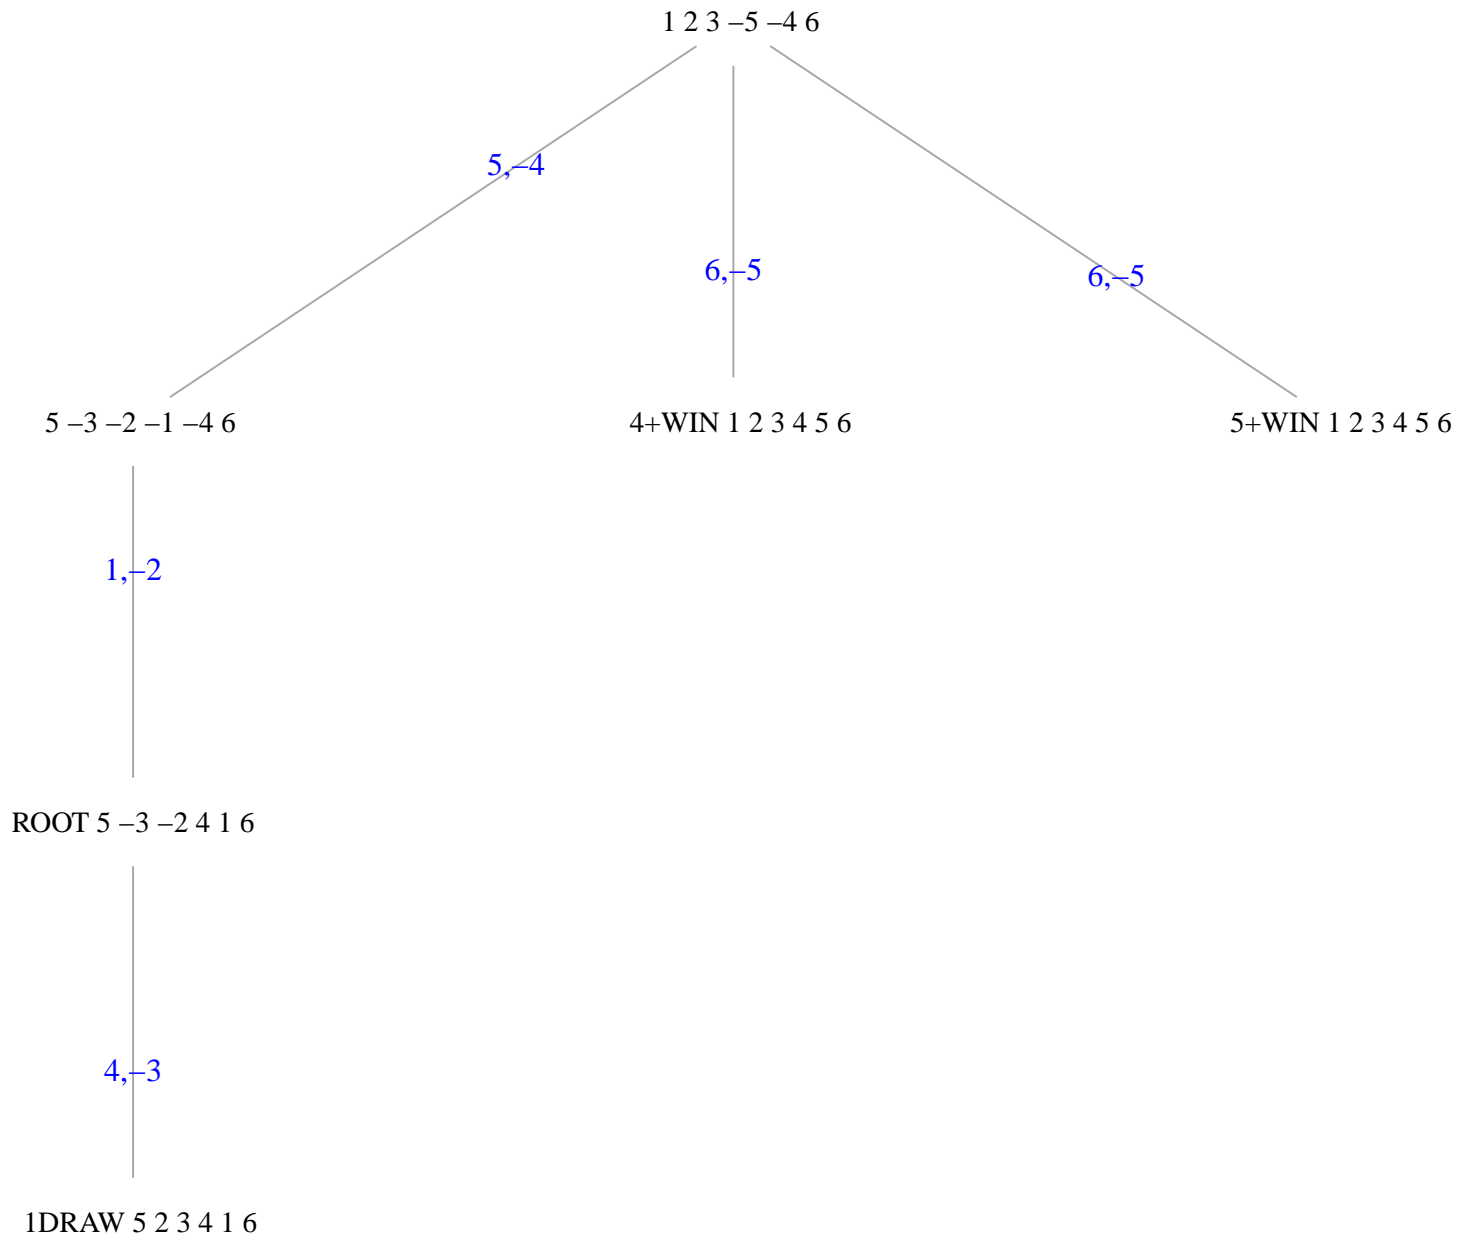 1 2 3 –5 –4 6
5,–4
6,–5
6,–5
5 –3 –2 –1 –4 6
4+WIN 1 2 3 4 5 6
5+WIN 1 2 3 4 5 6
1,–2
ROOT 5 –3 –2 4 1 6
4,–3
1DRAW 5 2 3 4 1 6